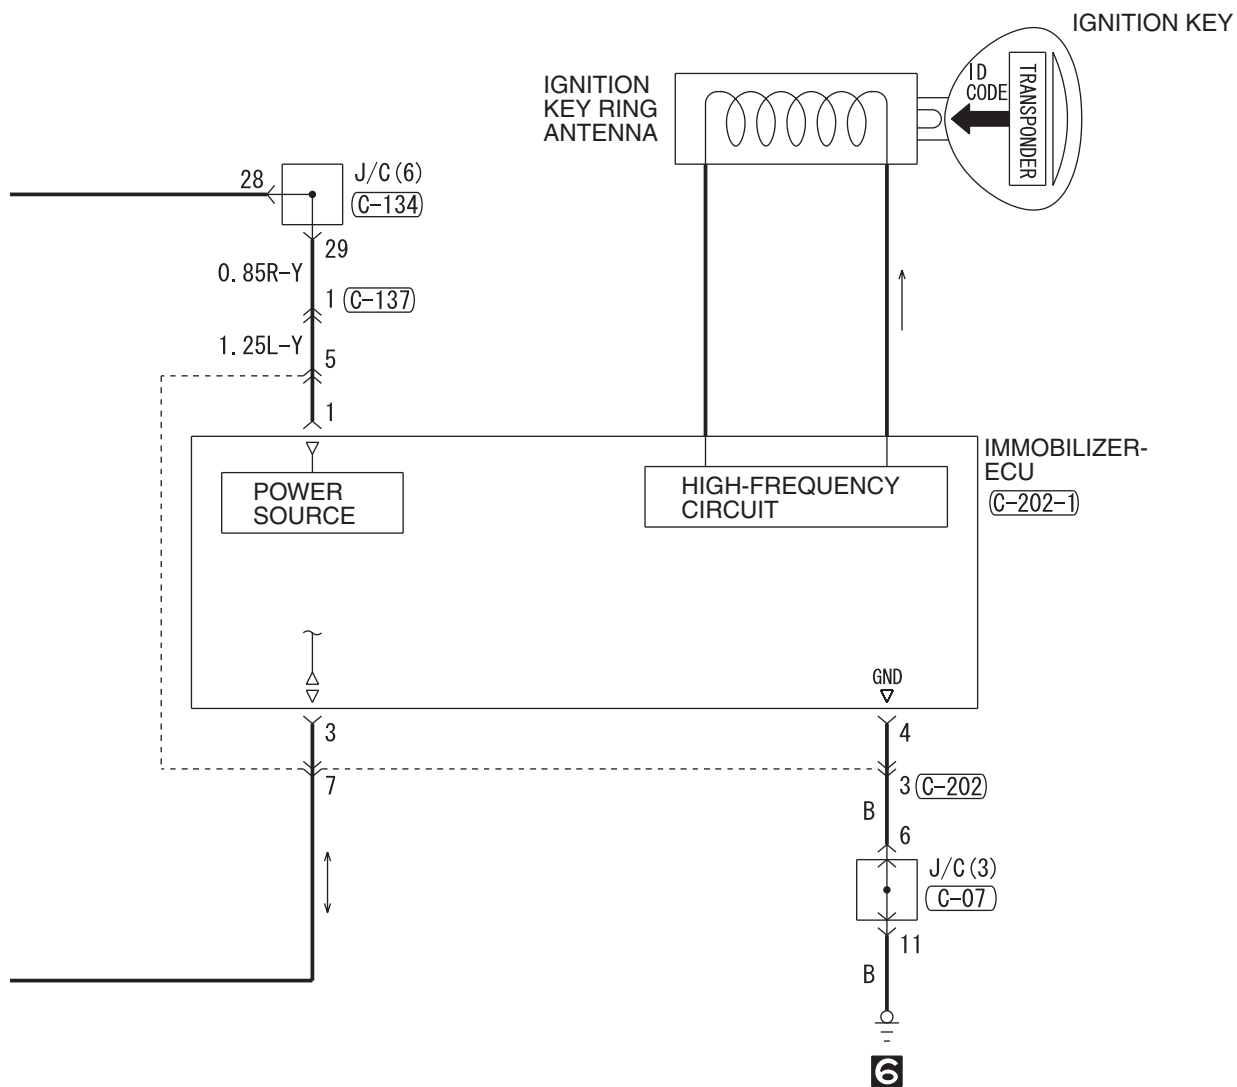 IGNITION KEY
IGNITION
KEY RING
ANTENNA
ID
CODE
TRANSPONDER
28
J/C(6)
C-134
29
0.85R-Y
1
C-137
1.25L-Y
5
1
IMMOBILIZER-
ECU
C-202-1
POWER
SOURCE
HIGH-FREQUENCY
CIRCUIT
GND
3
4
7
3
C-202
B
6
J/C(3)
C-07
11
B
6